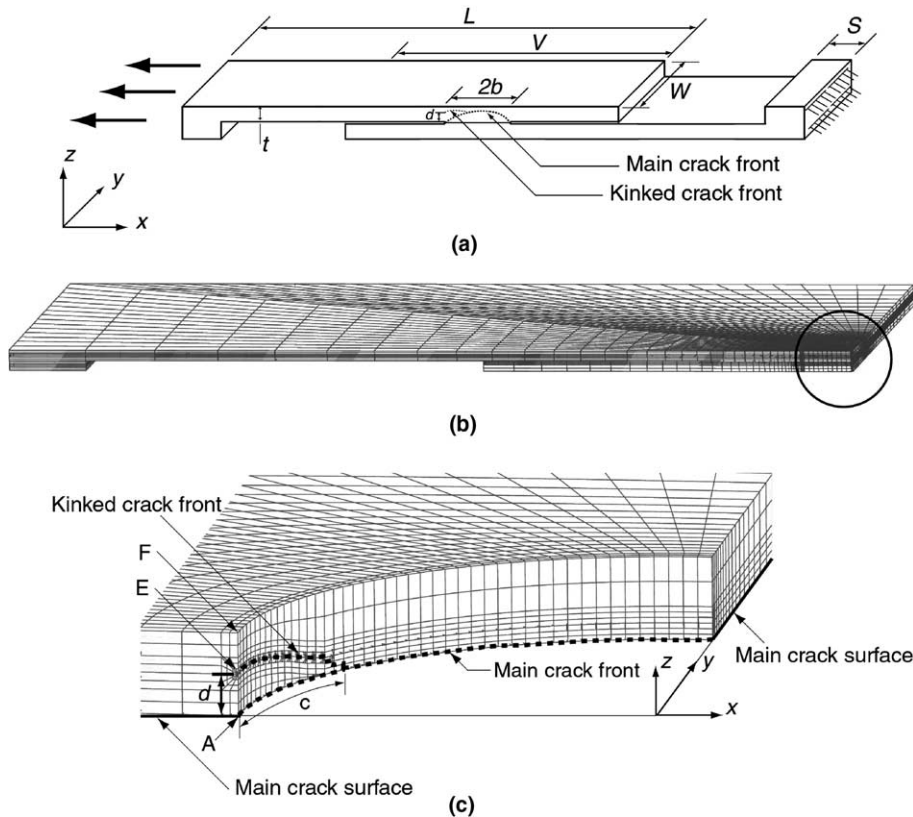 L
S
V
2b
W
d
t
z
y
x
Main crack front
Kinked crack front
(a)
(b)
Kinked crack front
F
E
d
A
c
Main crack front
z
y
x
Main crack surface
Main crack surface
(c)